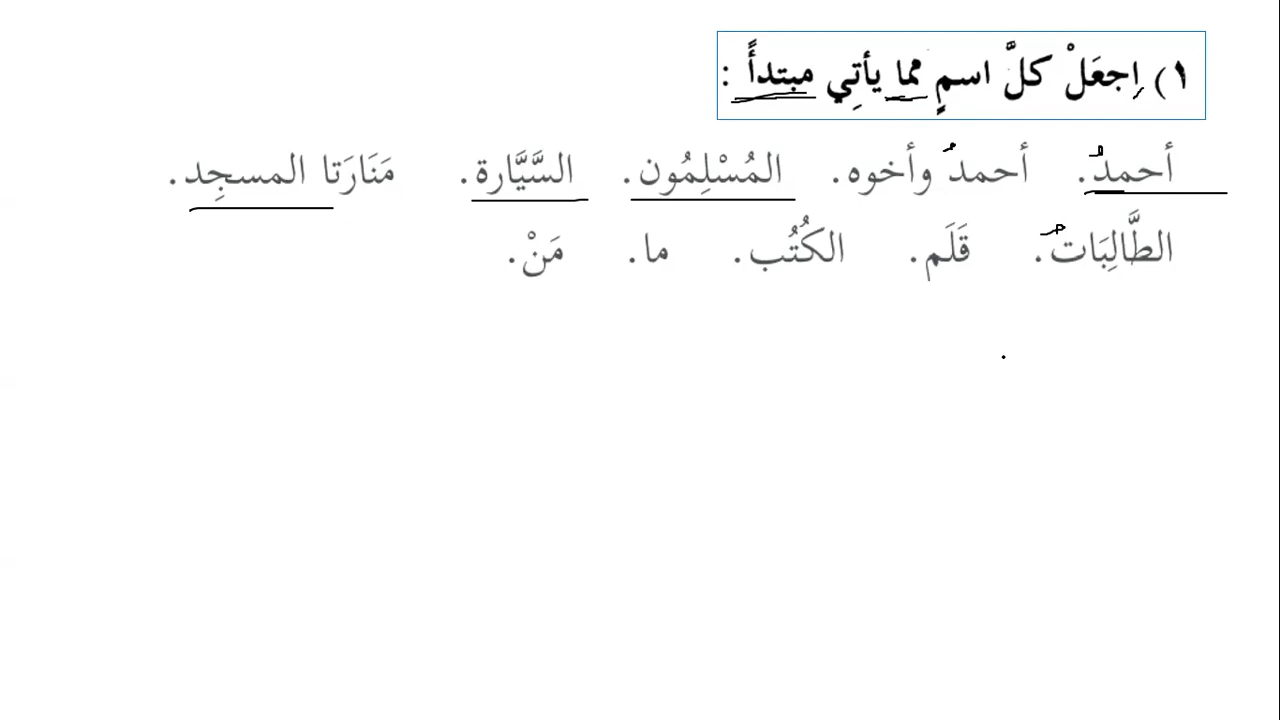 ١) اِجعَلْ كلَّ اسمٍ مما يأتِي مبتدأً :
أحمدُ. أحمدُ وأخوه. المُسْلِمُون. السَّيَّارة. مَنَارَتا المسجِد.
الطَّالِبَاتُ. قَلَم. الكتُب. ما. مَنْ.